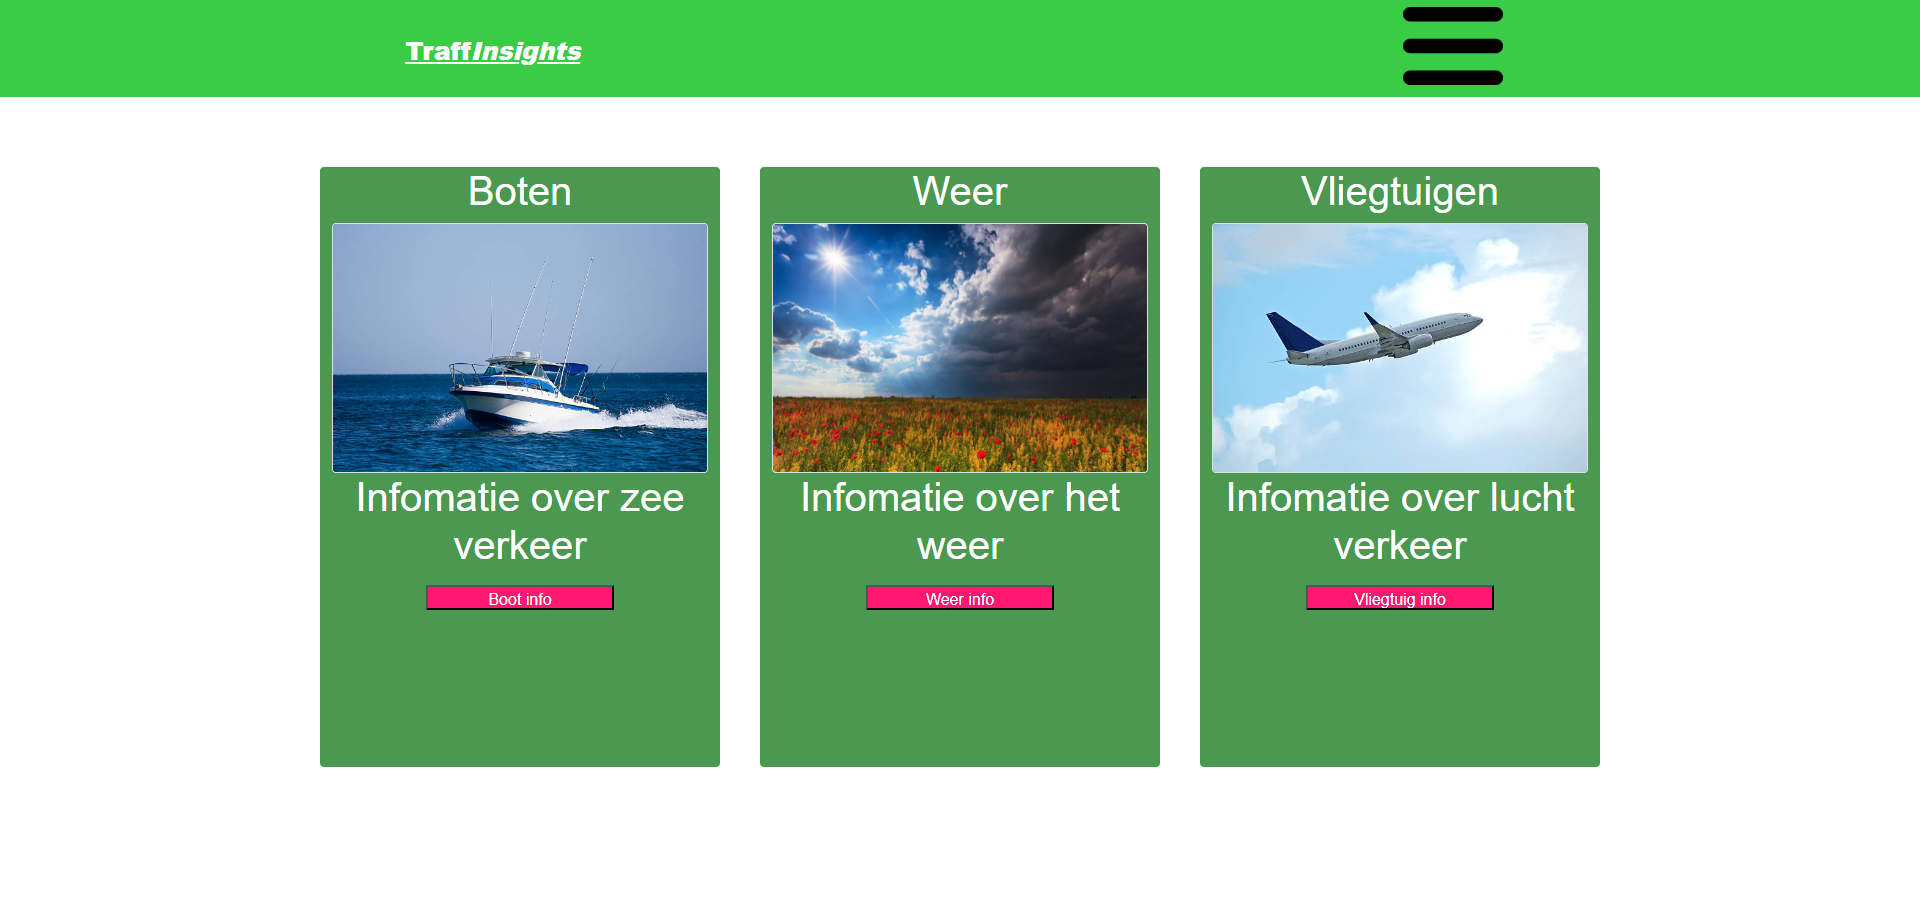 TraffInsights
Boten
Weer
Vliegtuigen
Infomatie over zee
verkeer
Infomatie over het
weer
Infomatie over lucht
verkeer
Boot info
Weer info
Vliegtuig info